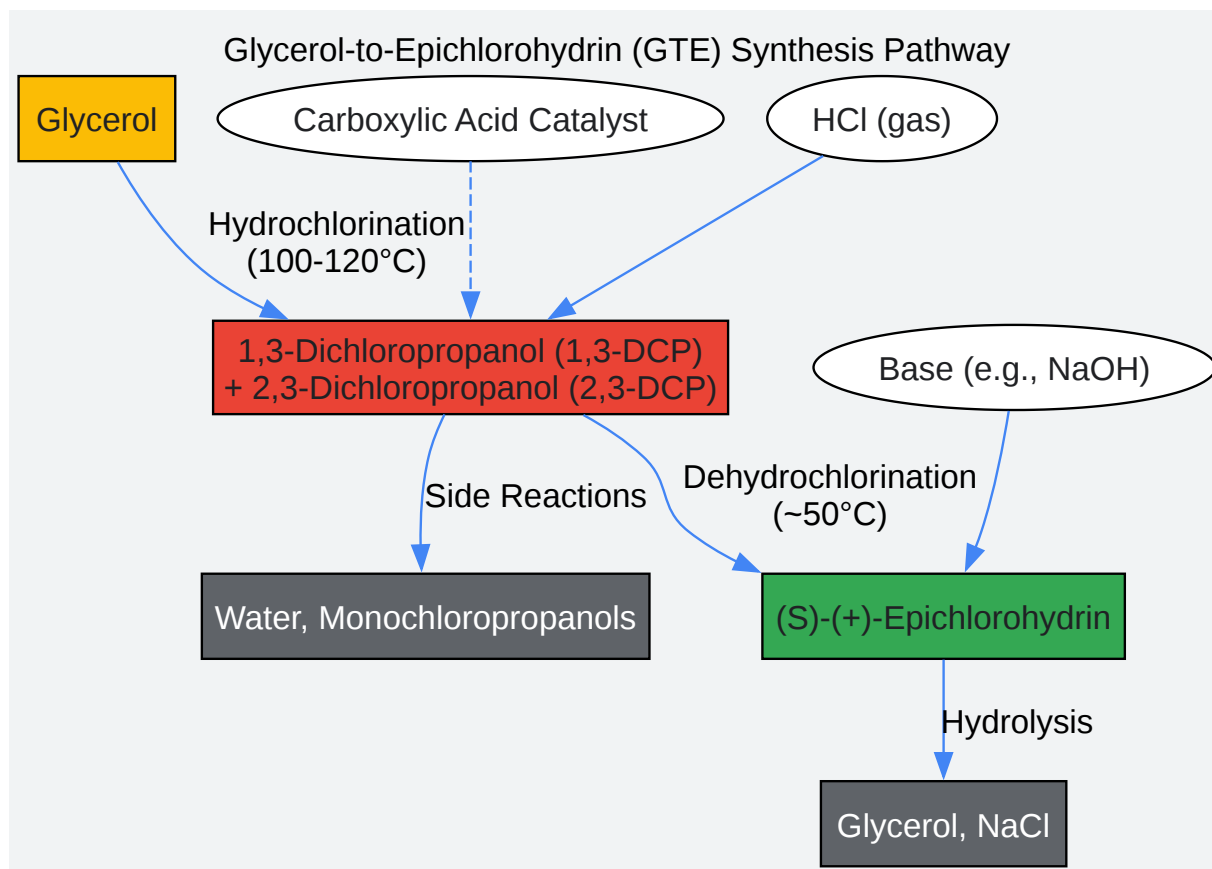 Glycerol-to-Epichlorohydrin (GTE) Synthesis Pathway
Glycerol
Carboxylic Acid Catalyst
HCl (gas)
Hydrochlorination
(100-120°C)
1,3-Dichloropropanol (1,3-DCP)
+ 2,3-Dichloropropanol (2,3-DCP)
Base (e.g., NaOH)
Side Reactions
Dehydrochlorination
(~50°C)
Water, Monochloropropanols
(S)-(+)-Epichlorohydrin
Hydrolysis
Glycerol, NaCl